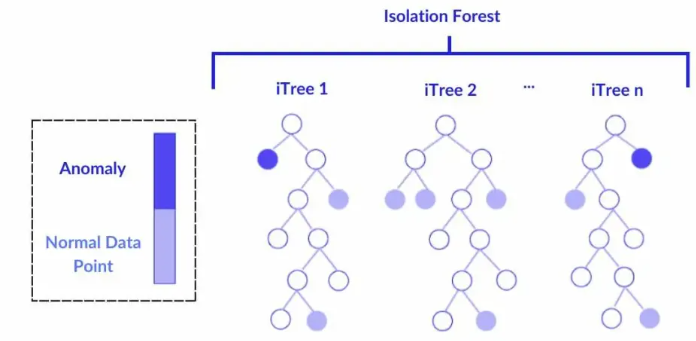 Isolation Forest
iTree 1
iTree 2
...
iTree n
Anomaly
Normal Data
Point